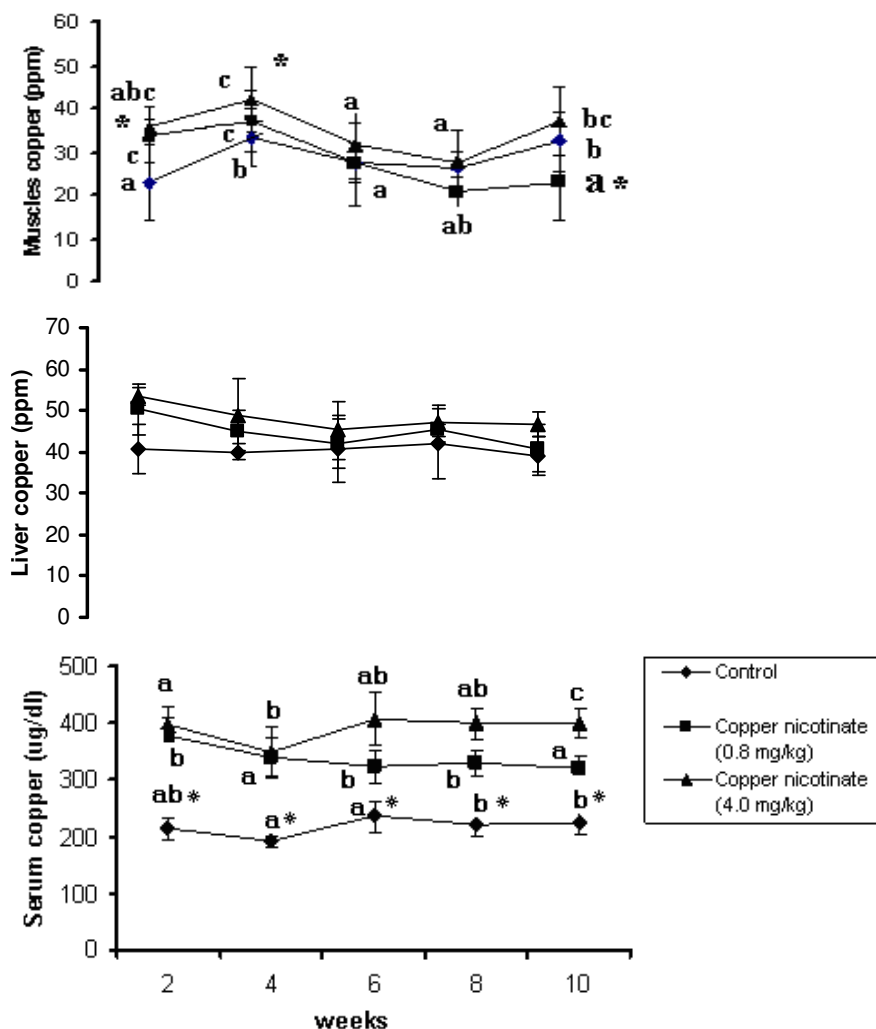 Muscles copper (ppm)
60
50
40
30
20
10
0
abc
*
c
a
c
*
c
b
a
a
a
ab
bc
b
a *
Liver copper (ppm)
70
60
50
40
30
20
10
0
Serum copper (ug/dl)
500
400
300
200
100
0
a
b
ab *
b
a
a *
ab
b
a *
ab
b
b *
c
a
b *
2 4 6 8 10
weeks
Control
Copper nicotinate
(0.8 mg/kg)
Copper nicotinate
(4.0 mg/kg)